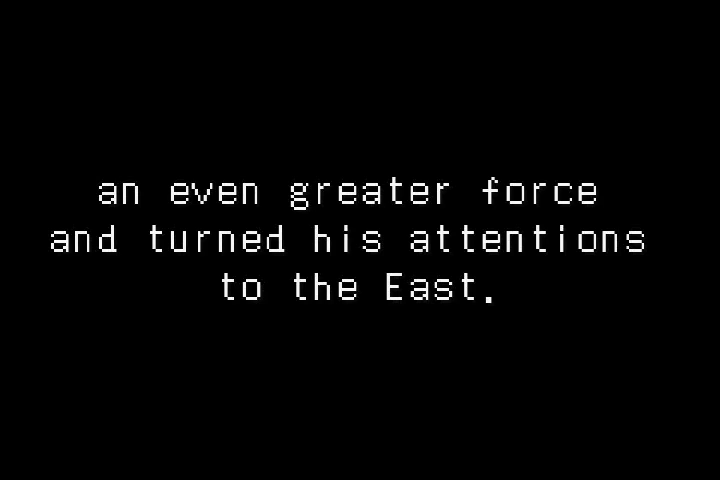 an even greater force
and turned his attentions
to the East.